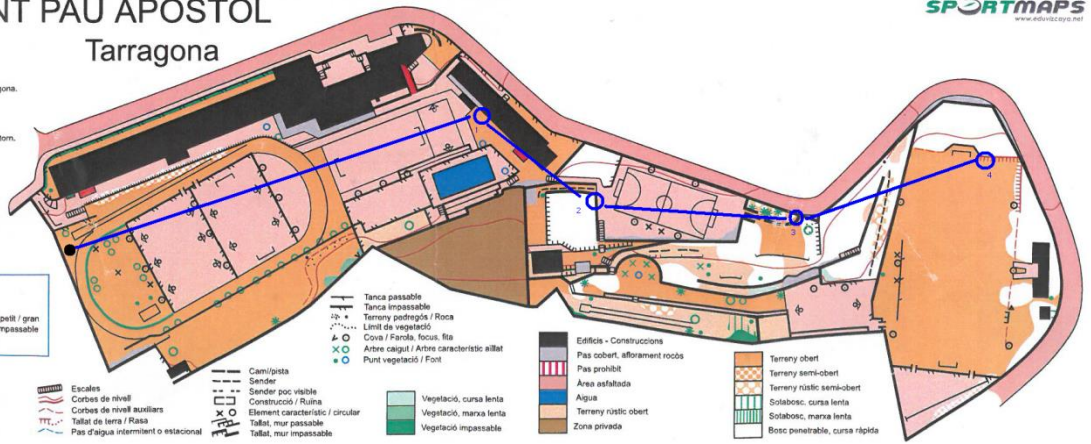 NT PAU APOSTOL
Tarragona
SPORTMAPS
www.eduvizcaya.net
gona.
torn.
petit / gran
mpassable
1
2
3
4
Tanca passable
Tanca impassable
Terreny pedregós / Roca
Límit de vegetació
Cova / Farola, focus, fita
Arbre caigut / Arbre característic aïllat
Punt vegetació / Font
Escales
Corbes de nivell
Corbes de nivell auxiliars
Tallat de terra / Rasa
Pas d'aigua intermitent o estacional
Camí/pista
Sender
Sender poc visible
Construcció / Ruïna
Element característic / circular
Tallat, mur passable
Tallat, mur impassable
Vegetació, cursa lenta
Vegetació, marxa lenta
Vegetació impassable
Edificis - Construccions
Pas cobert, aflorament rocós
Pas prohibit
Àrea asfaltada
Aigua
Terreny rústic obert
Zona privada
Terreny obert
Terreny semi-obert
Terreny rústic semi-obert
Sotabosc, cursa lenta
Sotabosc, marxa lenta
Bosc penetrable, cursa ràpida